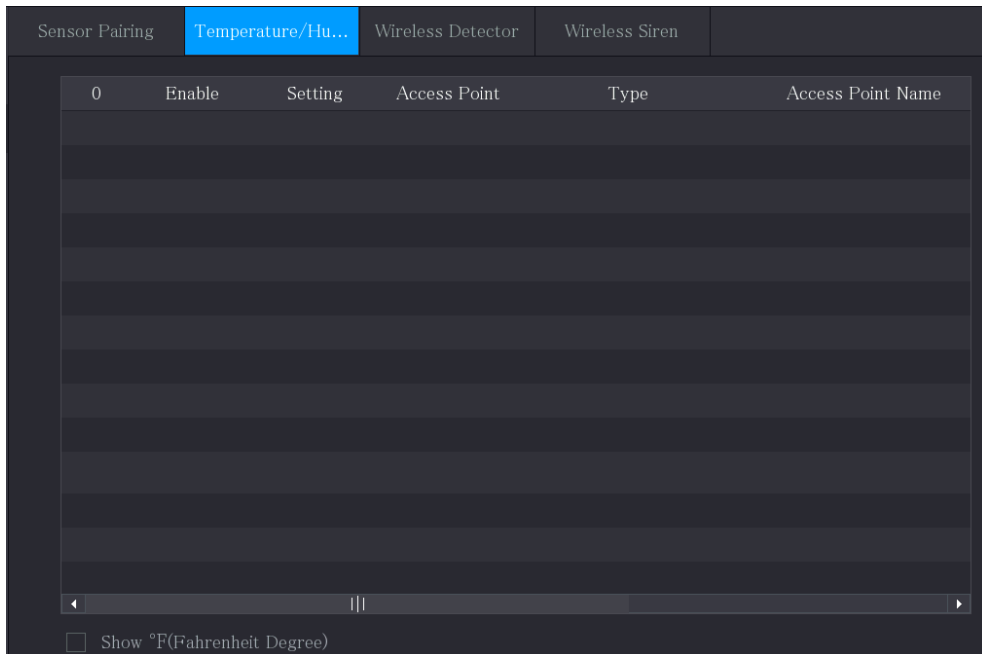 Sensor Pairing Temperature/Hu... Wireless Detector Wireless Siren
0 Enable Setting Access Point Type Access Point Name
Show °F(Fahrenheit Degree)